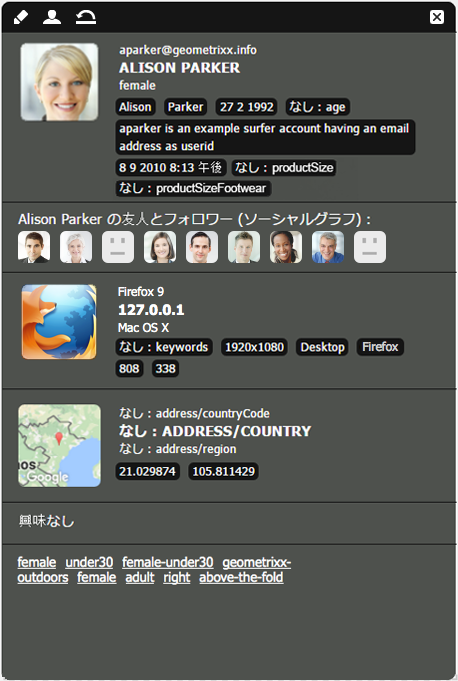 aparker@geometrixx.info
ALISON PARKER
female
Alison Parker 27 2 1992 なし : age
aparker is an example surfer account having an email
address as userid
8 9 2010 8:13 午後 なし : productSize
なし : productSizeFootwear
Alison Parker の友人とフォロワー (ソーシャルグラフ) :
Firefox 9
127.0.0.1
Mac OS X
なし : keywords 1920x1080 Desktop Firefox
808 338
なし : address/countryCode
なし : ADDRESS/COUNTRY
なし : address/region
nos
Google
21.029874 105.811429
興味なし
female under30 female-under30 geometrixx-
outdoors female adult right above-the-fold